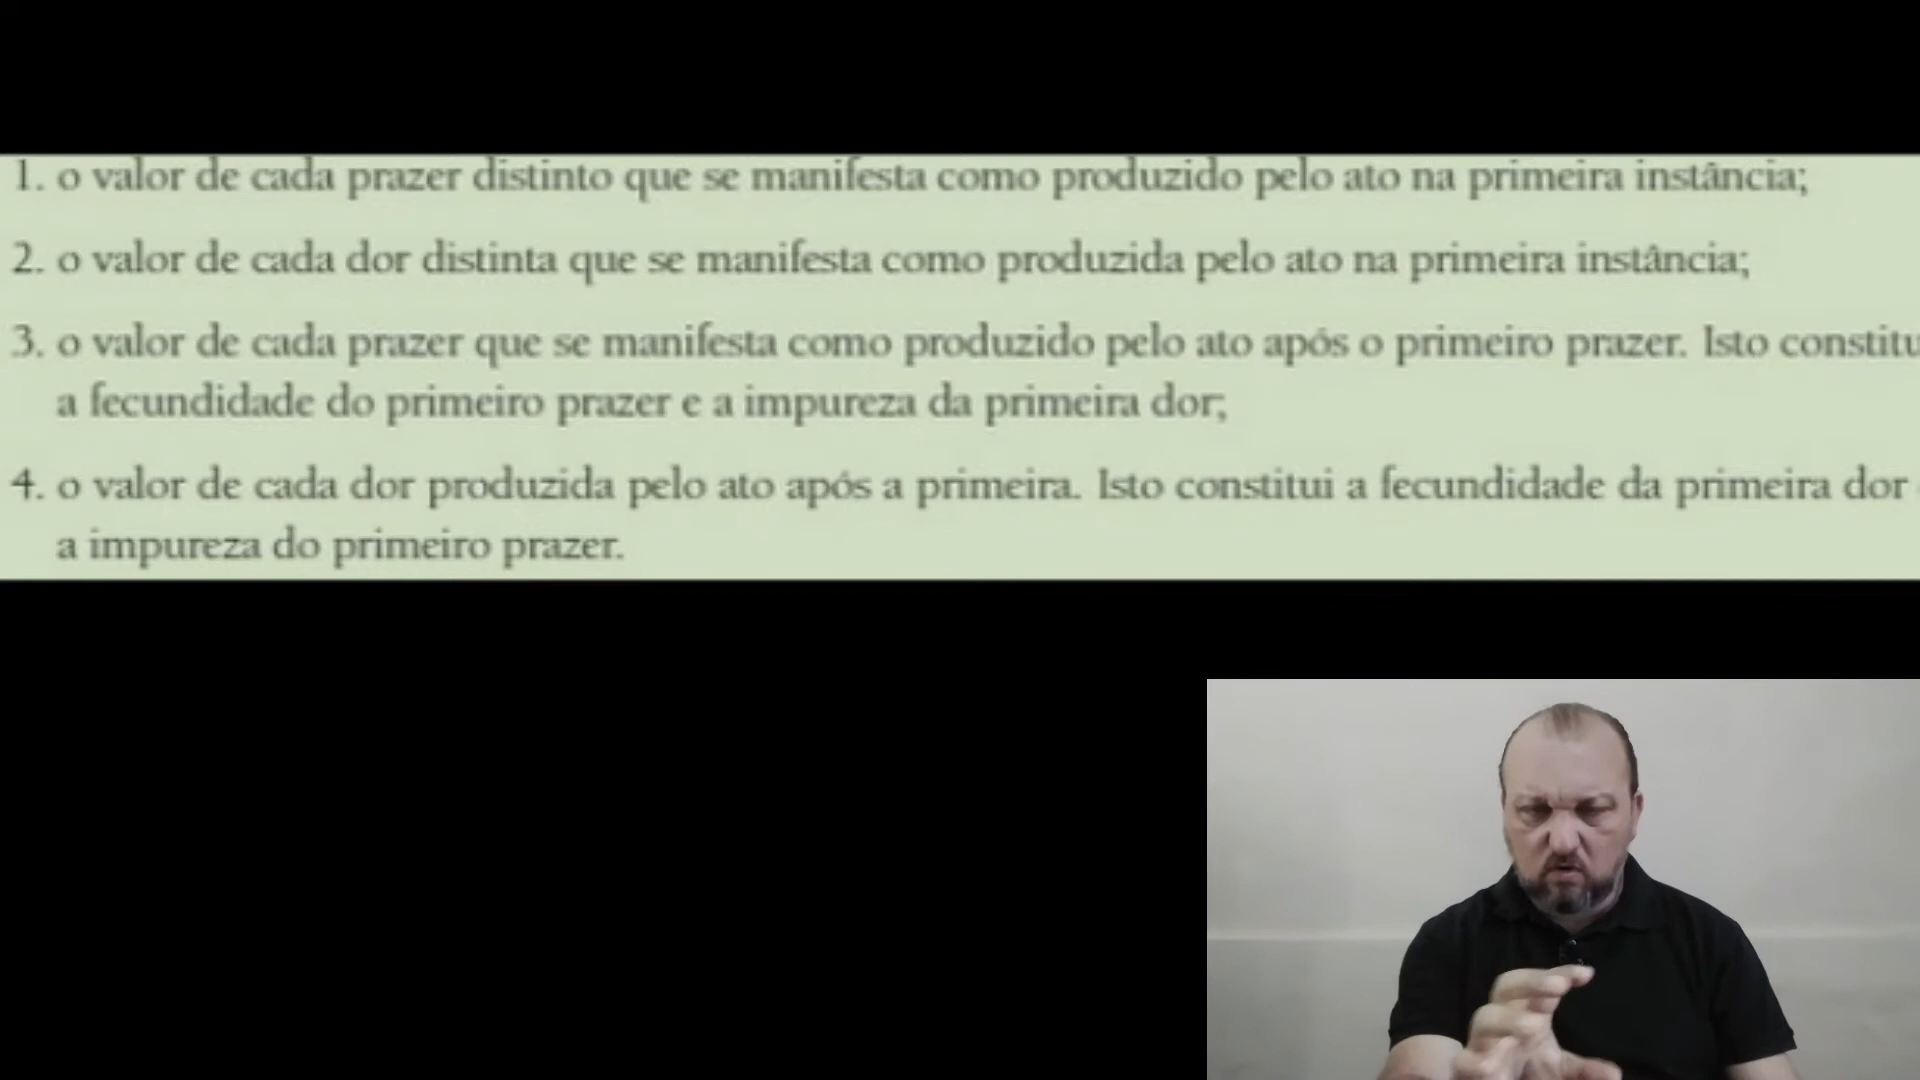 1. o valor de cada prazer distinto que se manifesta como produzido pelo ato na primeira instância;
2. o valor de cada dor distinta que se manifesta como produzida pelo ato na primeira instância;
3. o valor de cada prazer que se manifesta como produzido pelo ato após o primeiro prazer. Isto constitu
a fecundidade do primeiro prazer e a impureza da primeira dor;
4. o valor de cada dor produzida pelo ato após a primeira. Isto constitui a fecundidade da primeira dor
a impureza do primeiro prazer.